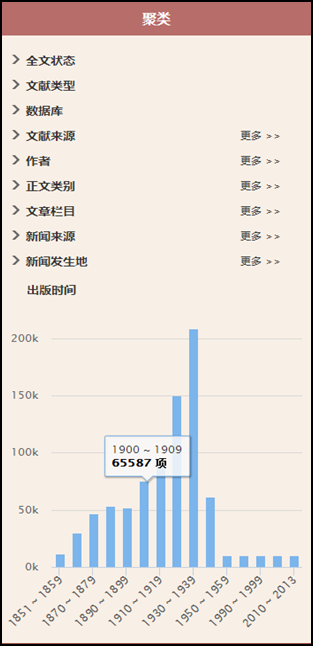 聚类
全文状态
文献类型
数据库
文献来源 更多 >>
作者 更多 >>
正文类别 更多 >>
文章栏目 更多 >>
新闻来源 更多 >>
新闻发生地 更多 >>
出版时间
200k
150k
100k
50k
0k
1900 ~ 1909
65587 项
1851 ~ 1859
1870 ~ 1879
1890 ~ 1899
1910 ~ 1919
1930 ~ 1939
1950 ~ 1959
1990 ~ 1999
2010 ~ 2013